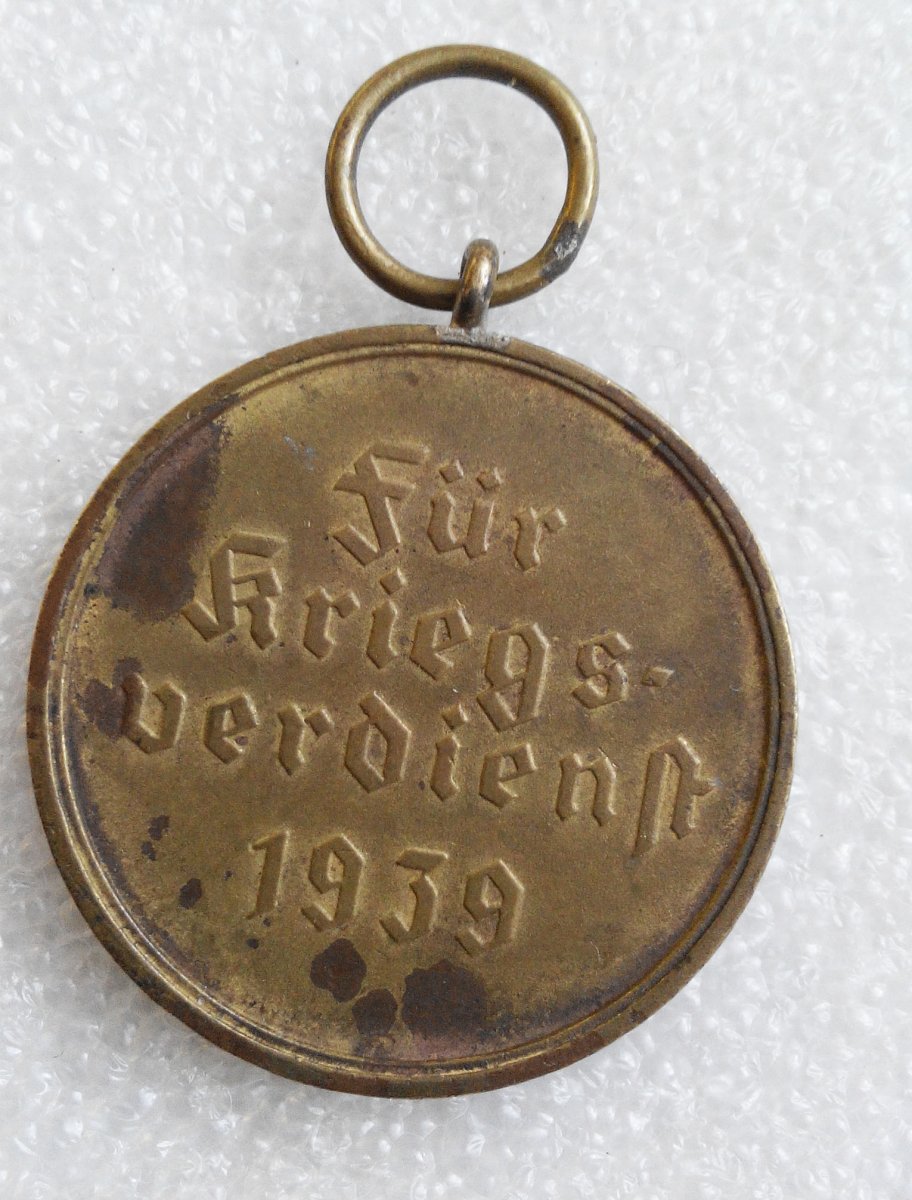 Für
Kriegs-
verdienst
1939